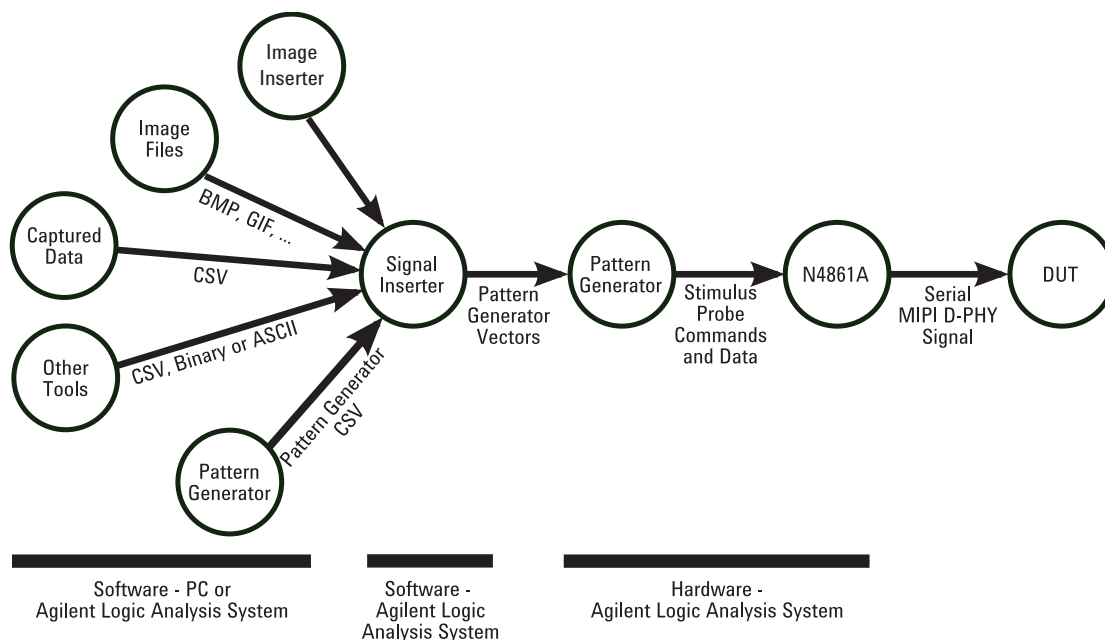 Image
Inserter
Image
Files
BMP, GIF, ...
Captured
Data
CSV
Signal
Inserter
Pattern
Generator
Vectors
Pattern
Generator
Stimulus
Probe
Commands
and Data
N4861A
Serial
MIPI D-PHY
Signal
DUT
Other
Tools
CSV, Binary or ASCII
Pattern Generator
CSV
Pattern
Generator
Software - PC or
Agilent Logic Analysis System
Software -
Agilent Logic
Analysis System
Hardware -
Agilent Logic Analysis System